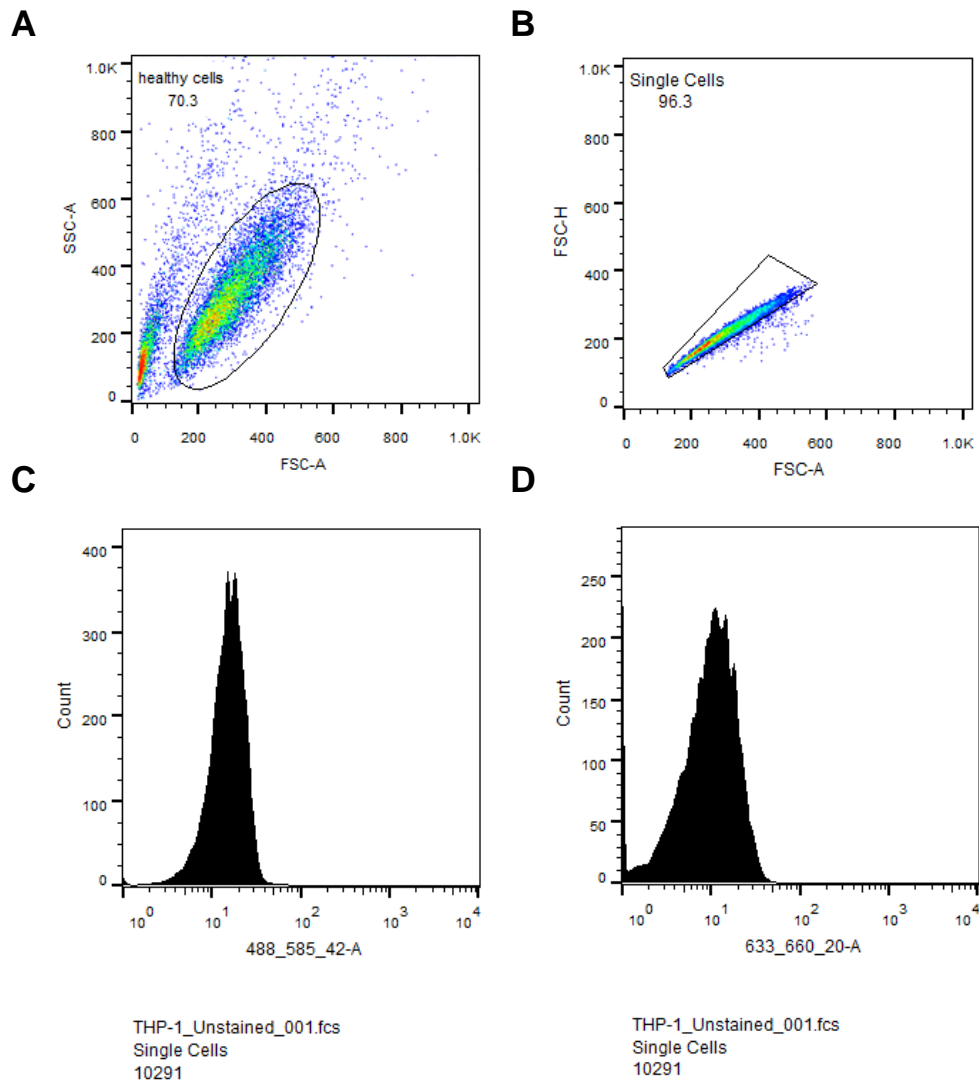 A
healthy cells
70.3
1.0K
800
600
400
200
0
SSC-A
0 200 400 600 800 1.0K
FSC-A
B
Single Cells
96.3
1.0K
800
600
400
200
0
FSC-H
0 200 400 600 800 1.0K
FSC-A
C
400
300
200
100
0
Count
10^0 10^1 10^2 10^3 10^4
488_585_42-A
THP-1_Unstained_001.fcs
Single Cells
10291
D
250
200
150
100
50
0
Count
10^0 10^1 10^2 10^3 10^4
633_660_20-A
THP-1_Unstained_001.fcs
Single Cells
10291